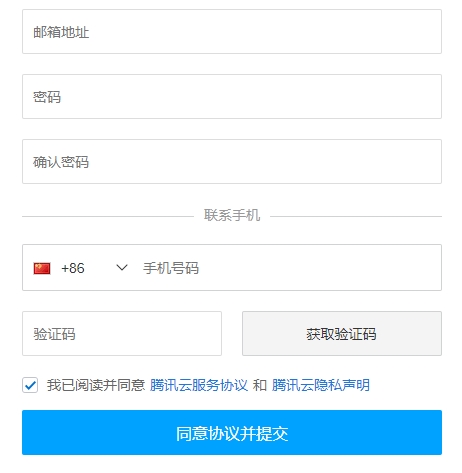 邮箱地址
密码
确认密码
联系手机
+86 手机号码
验证码 获取验证码
我已阅读并同意 腾讯云服务协议 和 腾讯云隐私声明
同意协议并提交